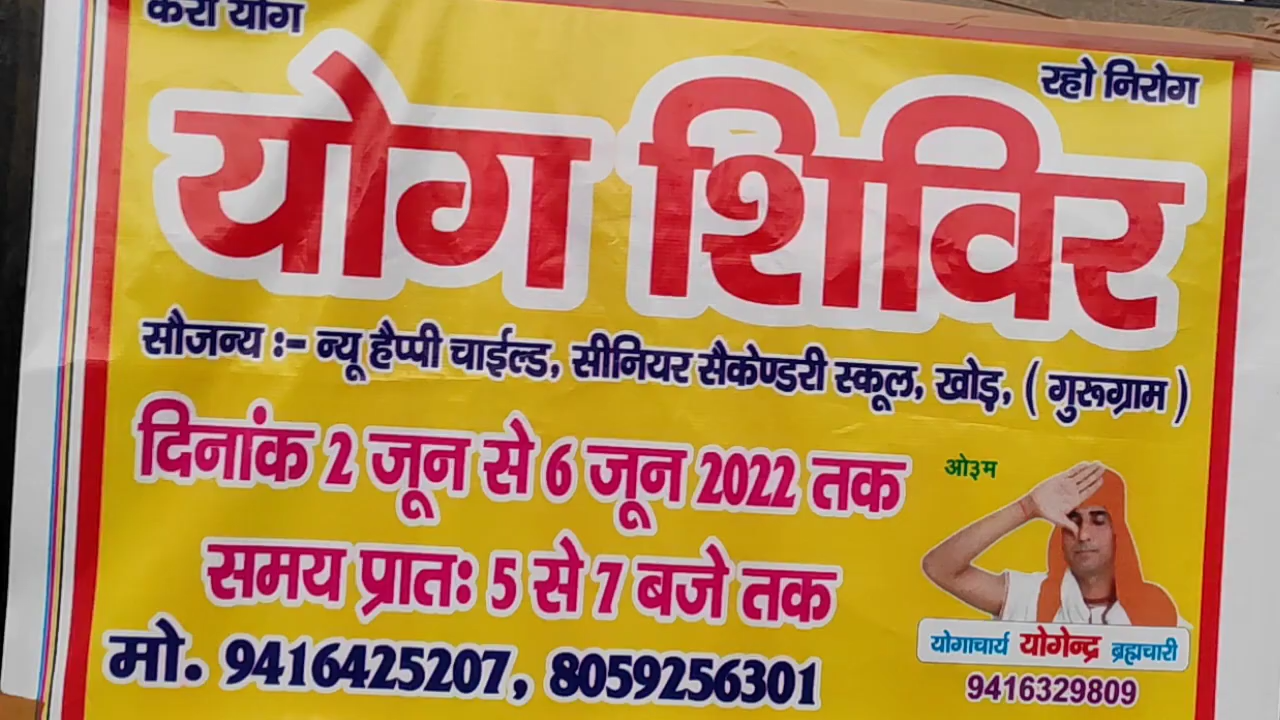 करो योग
रहो निरोग
योग शिविर
सौजन्य :- न्यू हैप्पी चाईल्ड, सीनियर सैकेण्डरी स्कूल, खोड़, ( गुरूग्राम )
दिनांक 2 जून से 6 जून 2022 तक
समय प्रातः 5 से 7 बजे तक
मो. 9416425207, 8059256301
ओ३म
योगाचार्य योगेन्द्र ब्रह्मचारी
9416329809